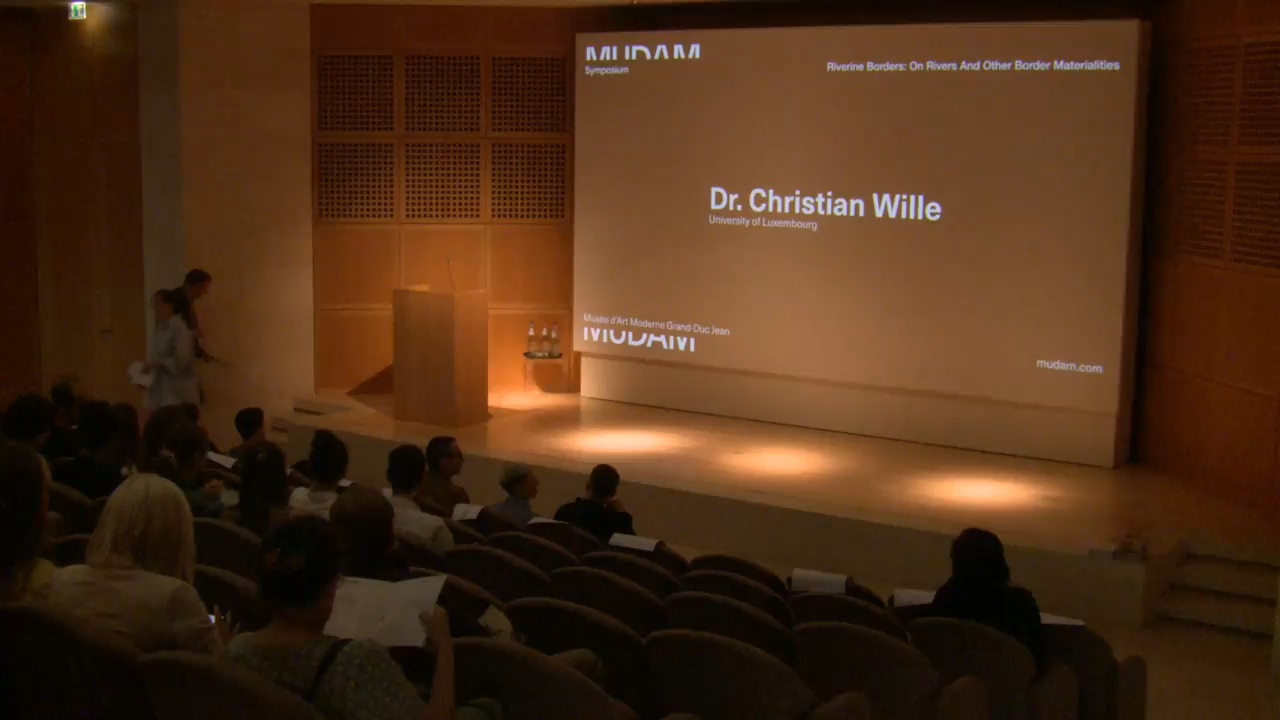 MUDAM
Symposium
Riverine Borders: On Rivers And Other Border Materialities
Dr. Christian Wille
University of Luxembourg
Musée d'Art Moderne Grand-Duc Jean
MUDAM
mudam.com